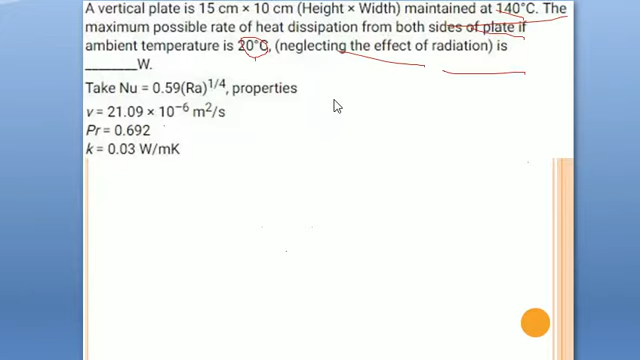 A vertical plate is 15 cm × 10 cm (Height × Width) maintained at 140°C. The
maximum possible rate of heat dissipation from both sides of plate if
ambient temperature is 20°C, (neglecting the effect of radiation) is
________W.
Take Nu = 0.59(Ra)^1/4, properties
v = 21.09 × 10⁻⁶ m²/s
Pr = 0.692
k = 0.03 W/mK